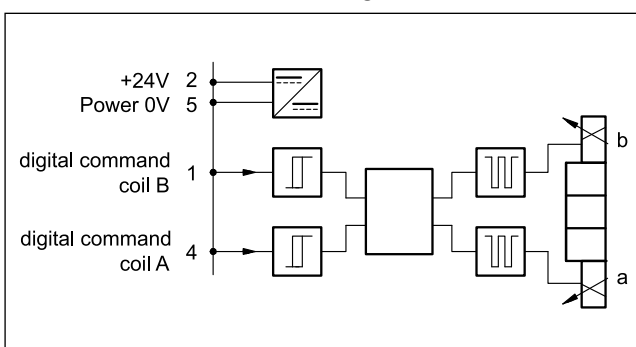 +24V 2
Power 0V 5
digital command
coil B 1
digital command
coil A 4
b
a